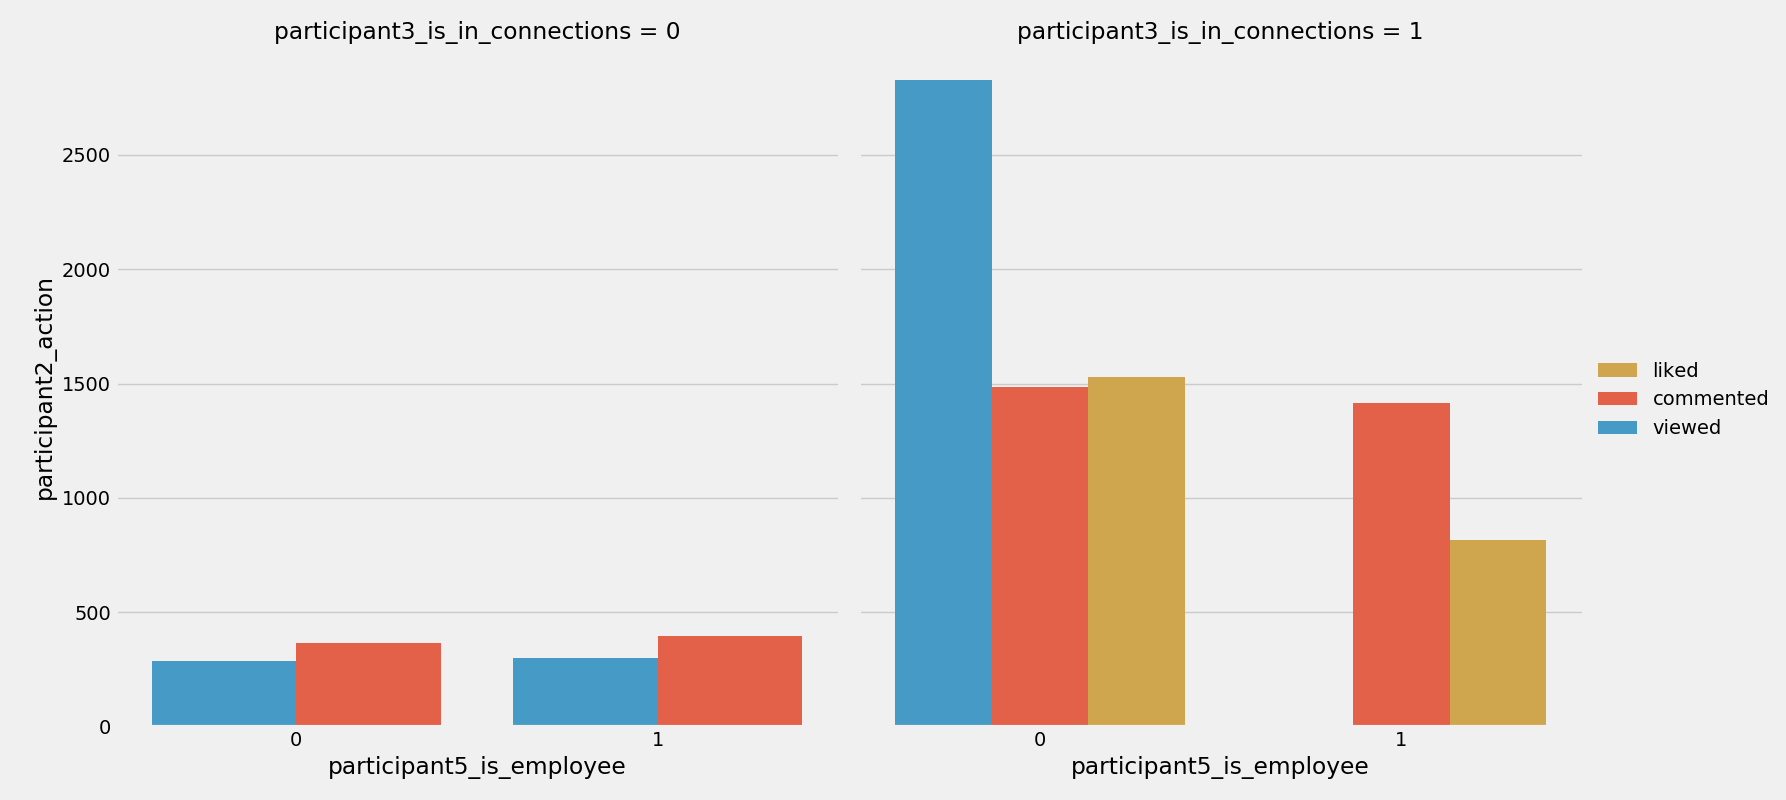 participant3_is_in_connections = 0
participant3_is_in_connections = 1
participant2_action
2500
2000
1500
1000
500
0
0
1
0
1
participant5_is_employee
participant5_is_employee
liked
commented
viewed